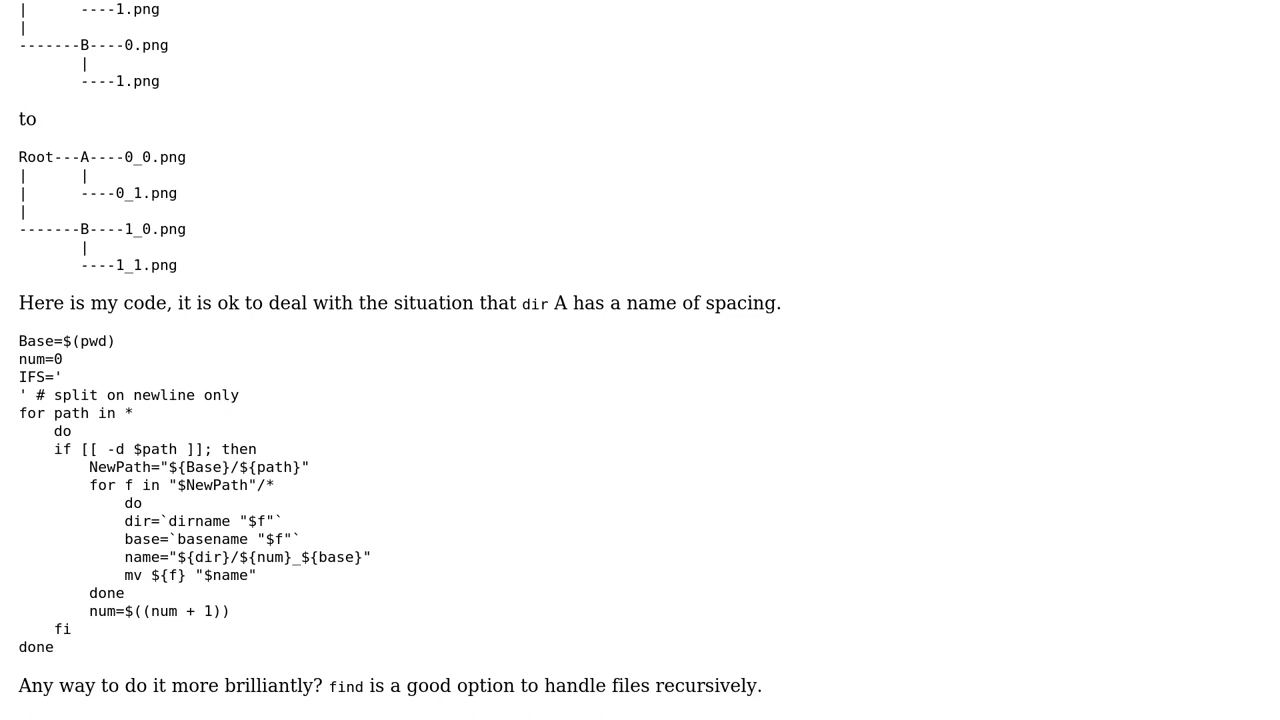 |      ----1.png
|
-------B----0.png
       |
       ----1.png
to
Root---A----0_0.png
|      |
|      ----0_1.png
|
-------B----1_0.png
       |
       ----1_1.png
Here is my code, it is ok to deal with the situation that dir A has a name of spacing.
Base=$(pwd)
num=0
IFS='
' # split on newline only
for path in *
    do
    if [[ -d $path ]]; then
        NewPath="${Base}/${path}"
        for f in "$NewPath"/*
            do
            dir=`dirname "$f"`
            base=`basename "$f"`
            name="${dir}/${num}_${base}"
            mv ${f} "$name"
        done
        num=$((num + 1))
    fi
done
Any way to do it more brilliantly? find is a good option to handle files recursively.